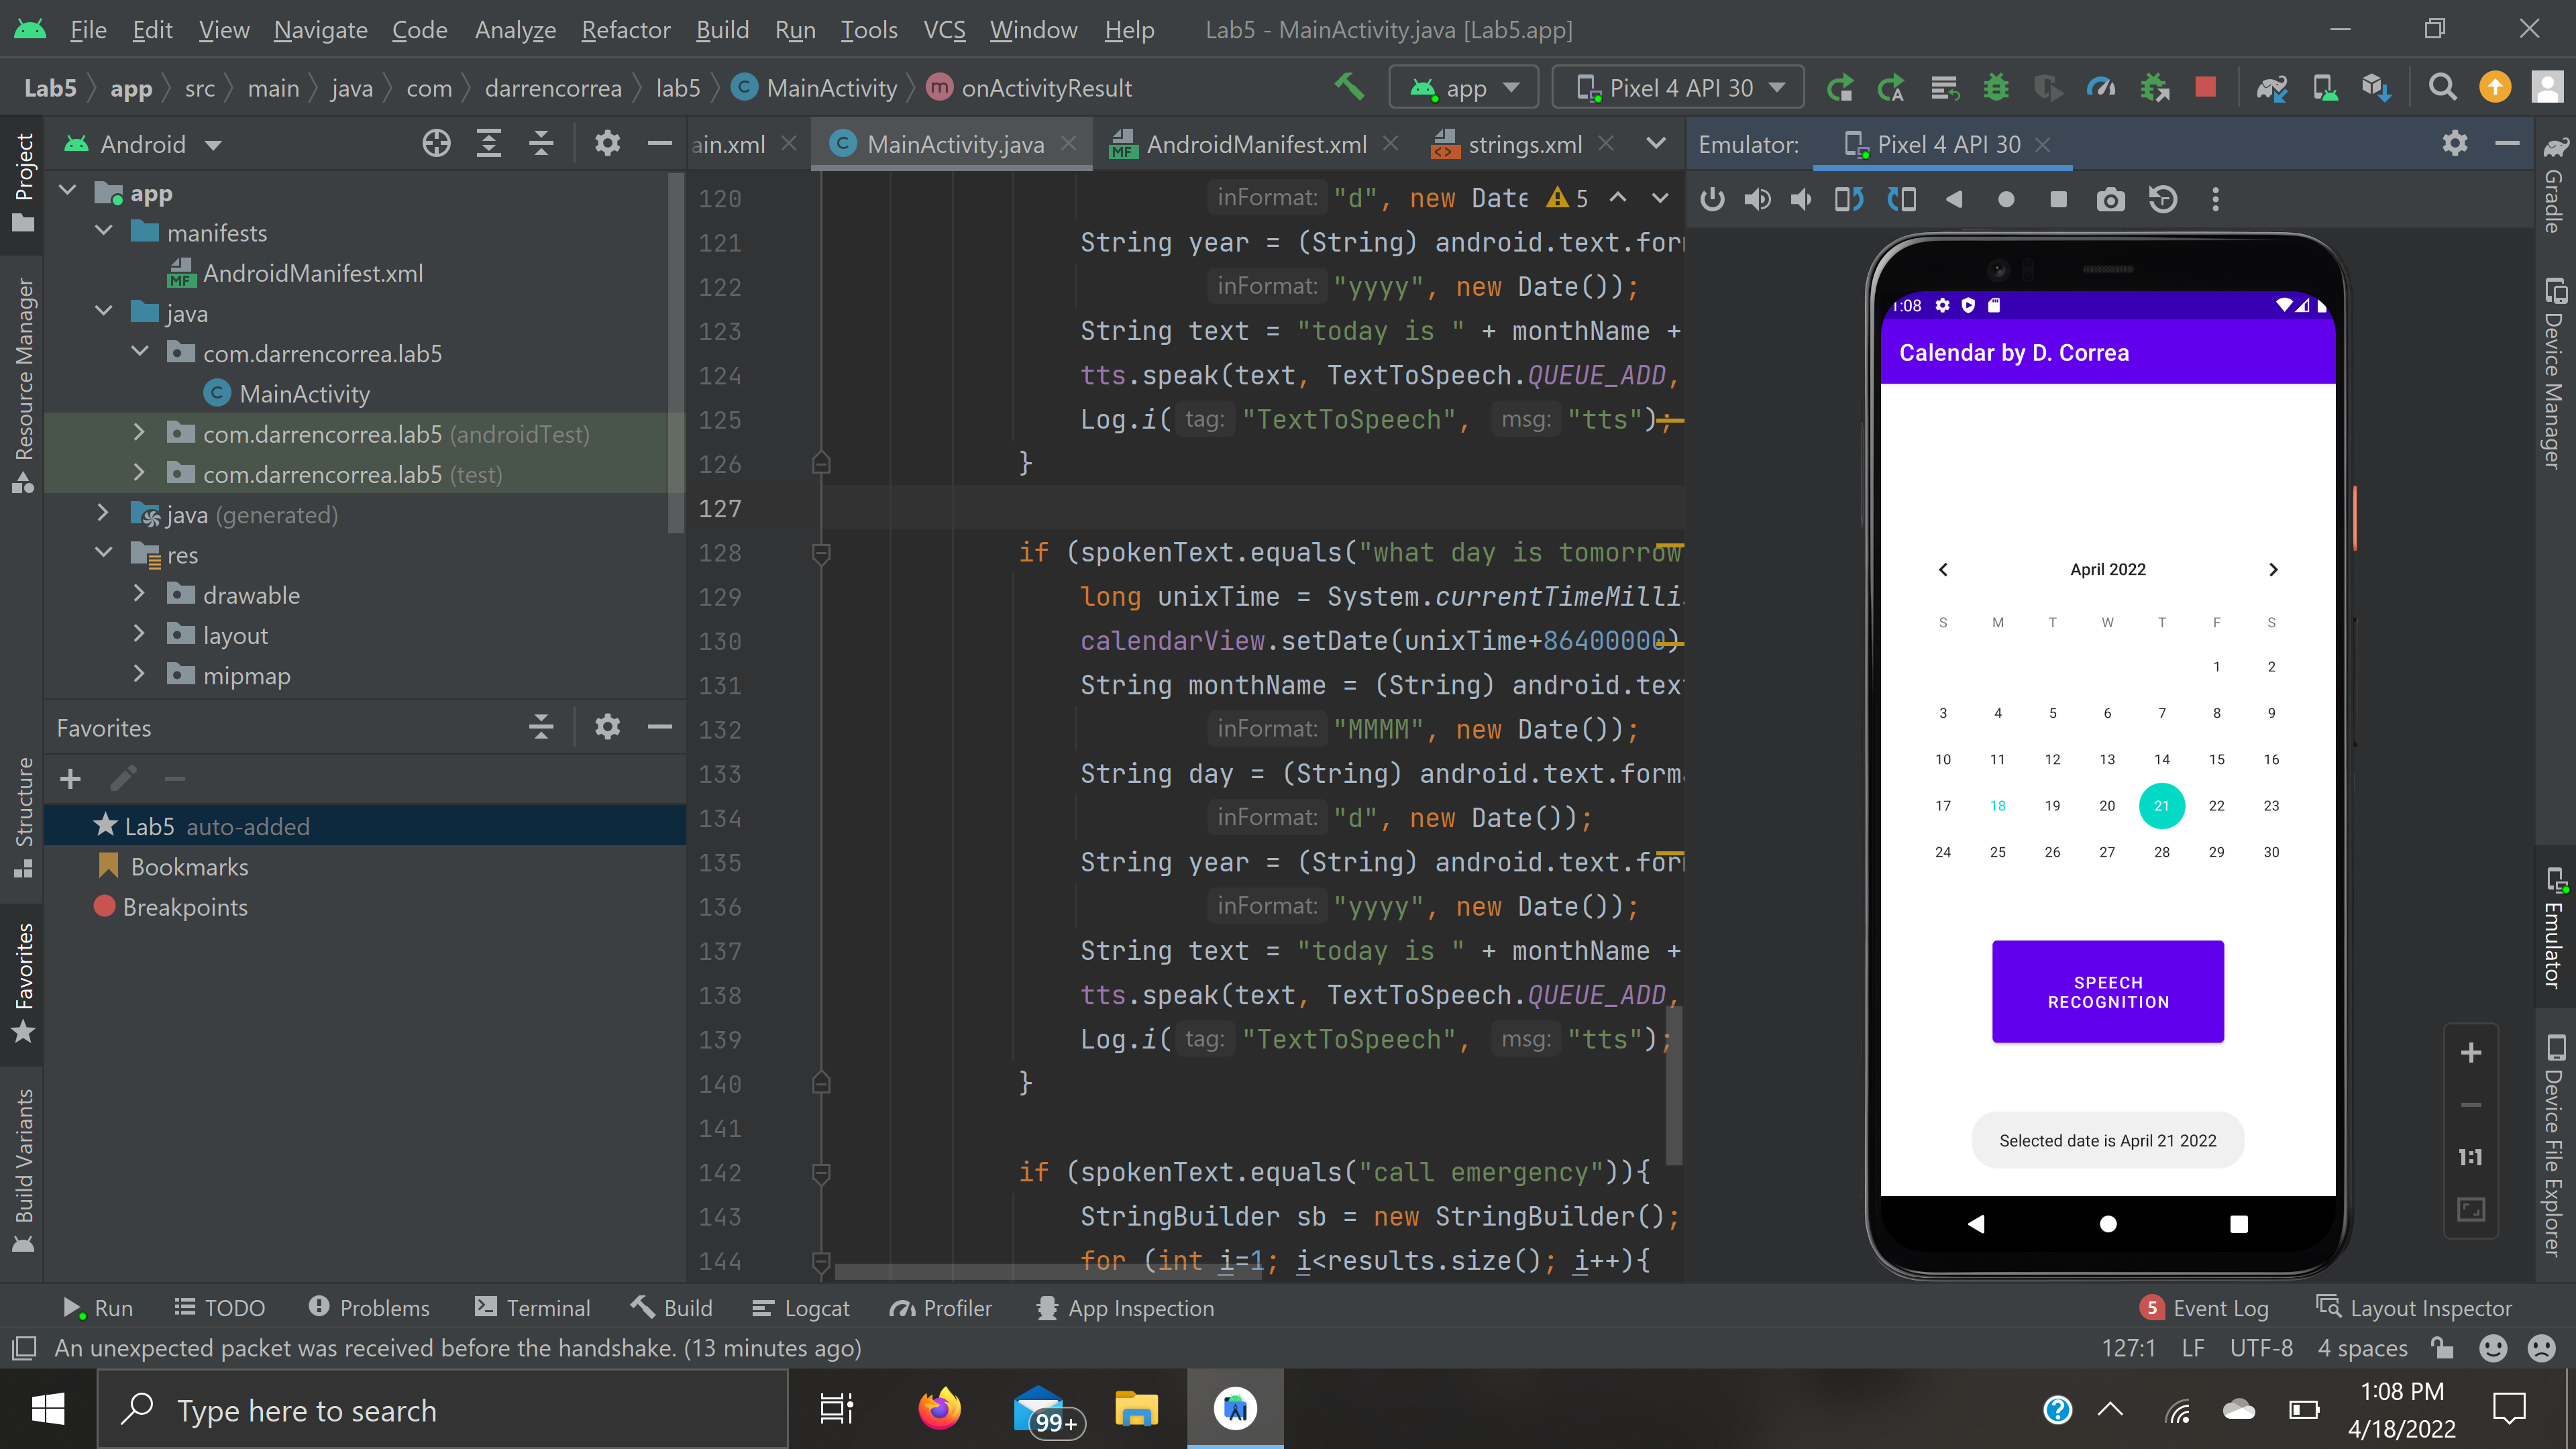 File Edit View Navigate Code Analyze Refactor Build Run Tools VCS Window Help Lab5 - MainActivity.java [Lab5.app]
Lab5 app src main java com darrencorrea lab5 MainActivity onActivityResult app Pixel 4 API 30
Project
Resource Manager
Structure
Favorites
Build Variants
Android
app
manifests
AndroidManifest.xml
java
com.darrencorrea.lab5
MainActivity
com.darrencorrea.lab5 (androidTest)
com.darrencorrea.lab5 (test)
java (generated)
res
drawable
layout
mipmap
Favorites
Lab5 auto-added
Bookmarks
Breakpoints
ain.xml MainActivity.java AndroidManifest.xml strings.xml
120 inFormat: "d", new Date 5
121 String year = (String) android.text.for
122 inFormat: "yyyy", new Date());
123 String text = "today is " + monthName +
124 tts.speak(text, TextToSpeech.QUEUE_ADD,
125 Log.i( tag: "TextToSpeech", msg: "tts");
126 }
127
128 if (spokenText.equals("what day is tomorrow
129 long unixTime = System.currentTimeMillis
130 calendarView.setDate(unixTime+86400000)
131 String monthName = (String) android.tex
132 inFormat: "MMMM", new Date());
133 String day = (String) android.text.forma
134 inFormat: "d", new Date());
135 String year = (String) android.text.for
136 inFormat: "yyyy", new Date());
137 String text = "today is " + monthName +
138 tts.speak(text, TextToSpeech.QUEUE_ADD,
139 Log.i( tag: "TextToSpeech", msg: "tts");
140 }
141
142 if (spokenText.equals("call emergency")){
143 StringBuilder sb = new StringBuilder();
144 for (int i=1; i<results.size(); i++){
Emulator: Pixel 4 API 30
1:08
Calendar by D. Correa
April 2022
S M T W T F S
1 2
3 4 5 6 7 8 9
10 11 12 13 14 15 16
17 18 19 20 21 22 23
24 25 26 27 28 29 30
SPEECH
RECOGNITION
Selected date is April 21 2022
1:1
Gradle
Device Manager
Emulator
Device File Explorer
Run TODO Problems Terminal Build Logcat Profiler App Inspection 5 Event Log Layout Inspector
An unexpected packet was received before the handshake. (13 minutes ago) 127:1 LF UTF-8 4 spaces
Type here to search 99+
1:08 PM
4/18/2022